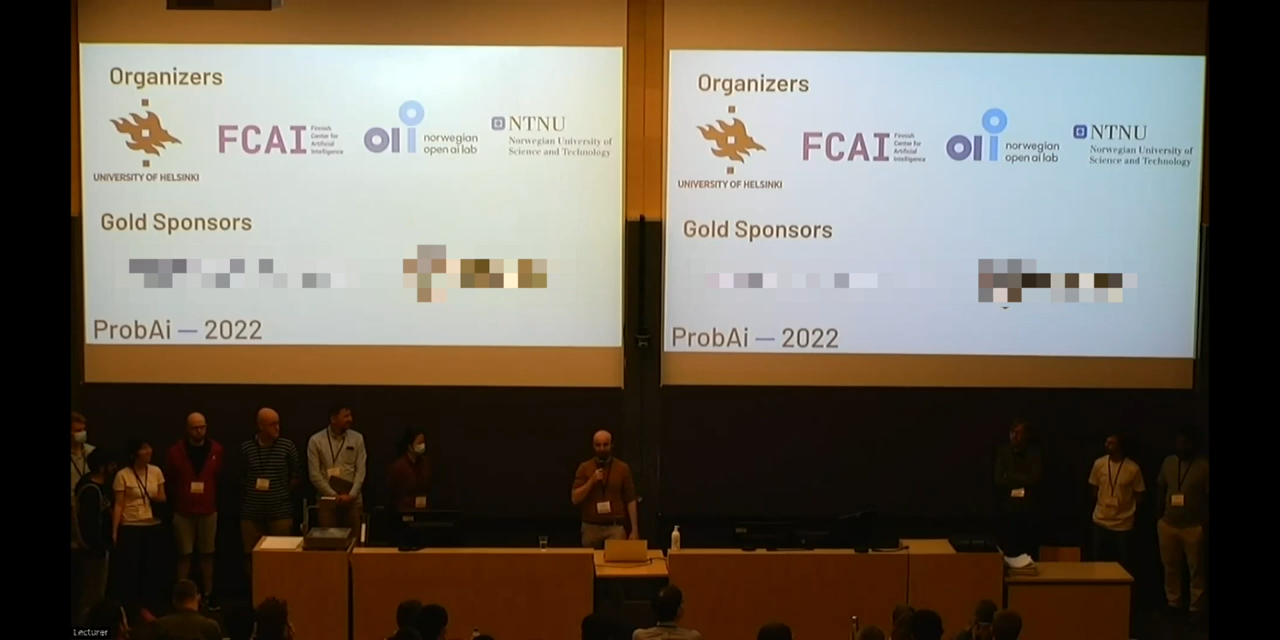 Organizers
UNIVERSITY OF HELSINKI
FCAI
Finnish
Center for
Artificial
Intelligence
norwegian
open ai lab
NTNU
Norwegian University of
Science and Technology
Gold Sponsors
ProbAi — 2022
Organizers
UNIVERSITY OF HELSINKI
FCAI
Finnish
Center for
Artificial
Intelligence
norwegian
open ai lab
NTNU
Norwegian University of
Science and Technology
Gold Sponsors
ProbAi — 2022
Lecturer